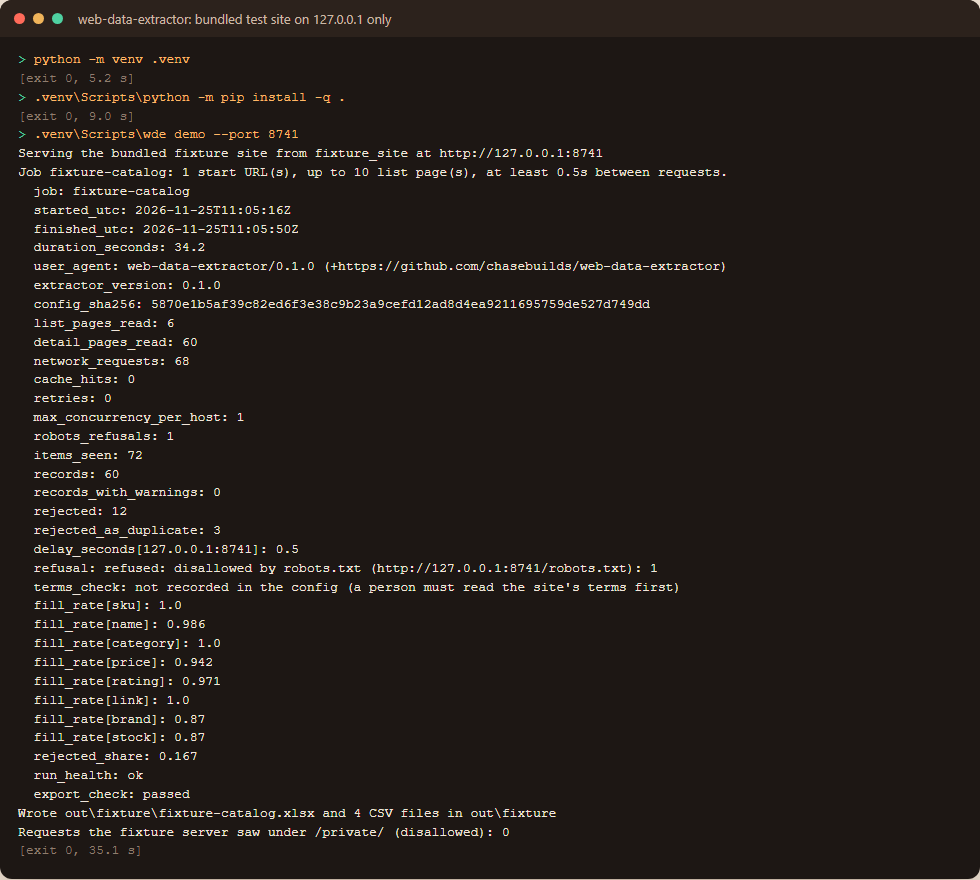 web-data-extractor: bundled test site on 127.0.0.1 only
> python -m venv .venv
[exit 0, 5.2 s]
> .venv\Scripts\python -m pip install -q .
[exit 0, 9.0 s]
> .venv\Scripts\wde demo --port 8741
Serving the bundled fixture site from fixture_site at http://127.0.0.1:8741
Job fixture-catalog: 1 start URL(s), up to 10 list page(s), at least 0.5s between requests.
job: fixture-catalog
started_utc: 2026-11-25T11:05:16Z
finished_utc: 2026-11-25T11:05:50Z
duration_seconds: 34.2
user_agent: web-data-extractor/0.1.0 (+https://github.com/chasebuilds/web-data-extractor)
extractor_version: 0.1.0
config_sha256: 5870e1b5af39c82ed6f3e38c9b23a9cefd12ad8d4ea9211695759de527d749dd
list_pages_read: 6
detail_pages_read: 60
network_requests: 68
cache_hits: 0
retries: 0
max_concurrency_per_host: 1
robots_refusals: 1
items_seen: 72
records: 60
records_with_warnings: 0
rejected: 12
rejected_as_duplicate: 3
delay_seconds[127.0.0.1:8741]: 0.5
refusal: refused: disallowed by robots.txt (http://127.0.0.1:8741/robots.txt): 1
terms_check: not recorded in the config (a person must read the site's terms first)
fill_rate[sku]: 1.0
fill_rate[name]: 0.986
fill_rate[category]: 1.0
fill_rate[price]: 0.942
fill_rate[rating]: 0.971
fill_rate[link]: 1.0
fill_rate[brand]: 0.87
fill_rate[stock]: 0.87
rejected_share: 0.167
run_health: ok
export_check: passed
Wrote out\fixture\fixture-catalog.xlsx and 4 CSV files in out\fixture
Requests the fixture server saw under /private/ (disallowed): 0
[exit 0, 35.1 s]